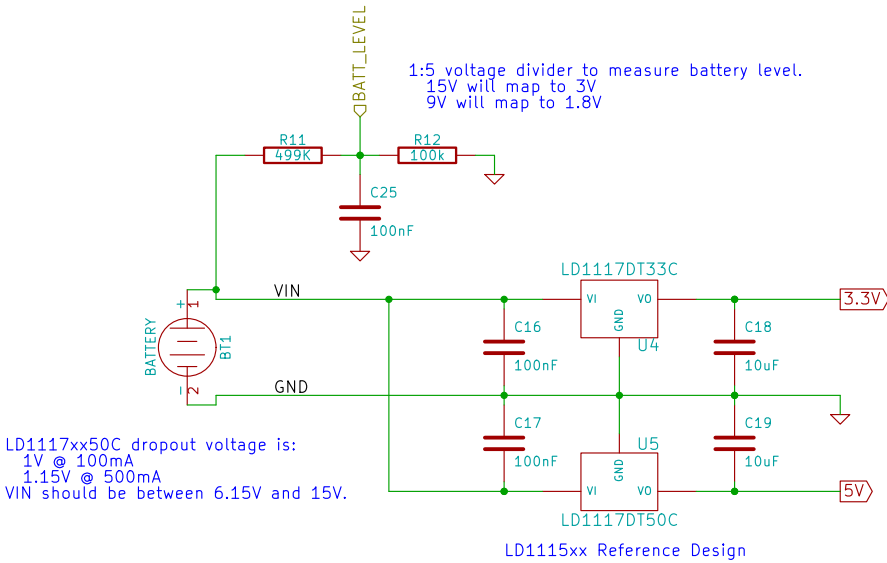 BATT_LEVEL
1:5 voltage divider to measure battery level.
15V will map to 3V
9V will map to 1.8V
R11
499K
R12
100k
C25
100nF
LD1117DT33C
VIN
VI
VO
GND
U4
3.3V
+
1
BATTERY
BT1
-
2
C16
100nF
C18
10uF
GND
C17
100nF
C19
10uF
LD1117xx50C dropout voltage is:
1V @ 100mA
1.15V @ 500mA
VIN should be between 6.15V and 15V.
U5
GND
VI
VO
5V
LD1117DT50C
LD1115xx Reference Design